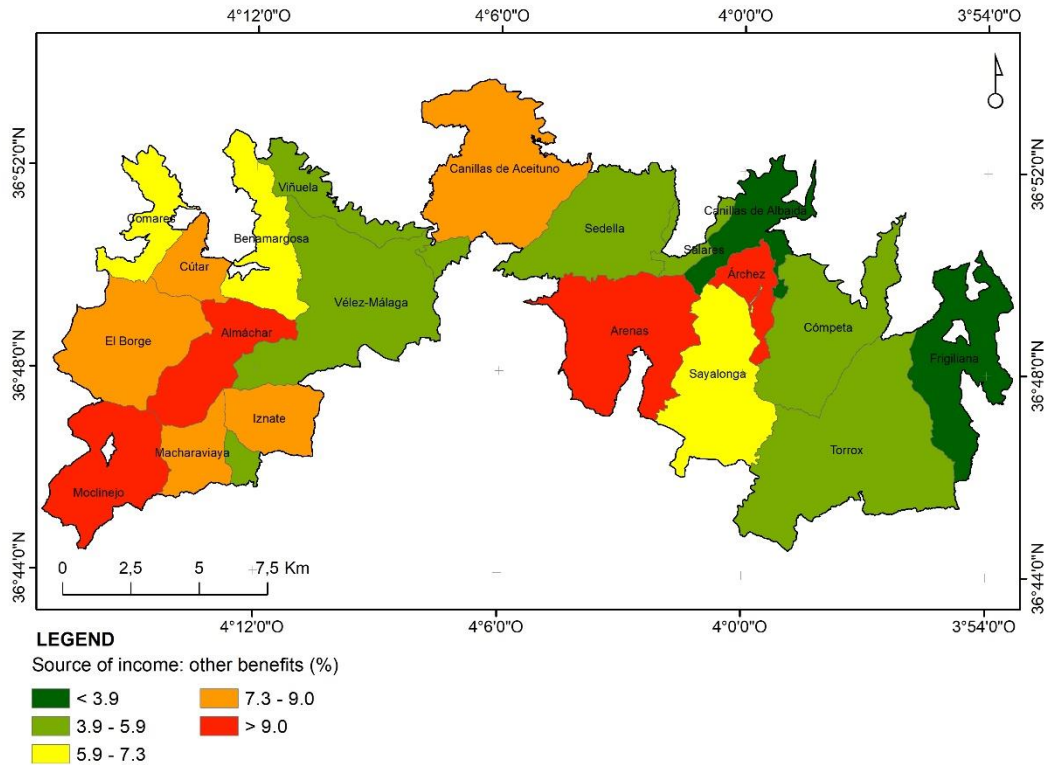 4°12'0"O 4°6'0"O 4°0'0"O 3°54'0"O
36°52'0"N
36°52'0"N
Canillas de Aceituno
Viñuela
Comares
Canillas de Albaida
Benamargosa
Sedella
Salares
Cútar
Árchez
Vélez-Málaga
Cómpeta
Almáchar
Arenas
El Borge
Frigiliana
36°48'0"N
36°48'0"N
Sayalonga
Iznate
Macharaviaya
Torrox
Moclinejo
0 2,5 5 7,5 Km
36°44'0"N
36°44'0"N
4°12'0"O 4°6'0"O 4°0'0"O 3°54'0"O
LEGEND
Source of income: other benefits (%)
< 3.9
3.9 - 5.9
5.9 - 7.3
7.3 - 9.0
> 9.0